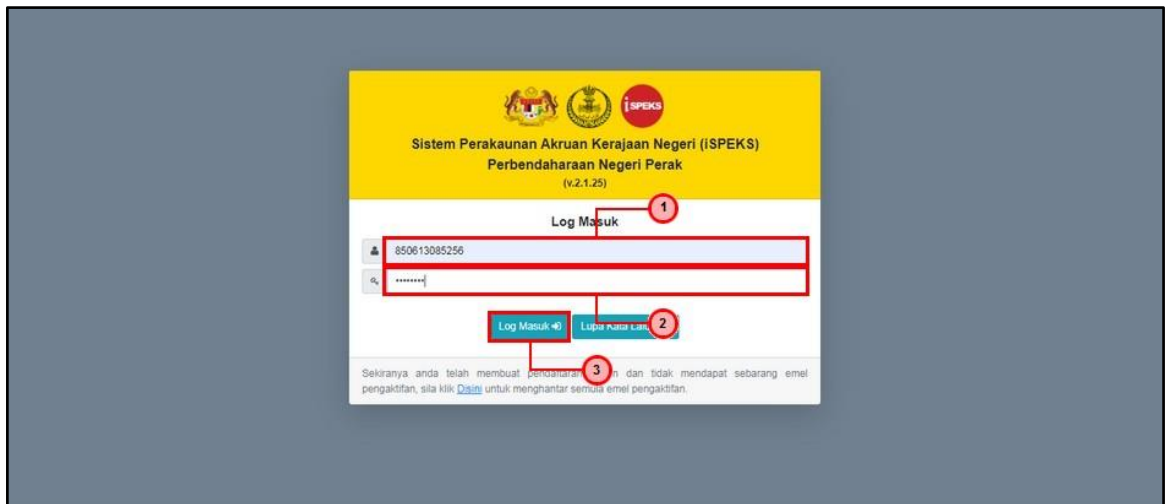 iSPEKS
Sistem Perakaunan Akruan Kerajaan Negeri (iSPEKS)
Perbendaharaan Negeri Perak
(v.2.1.25)
1
Log Masuk
850613085256
••••••••
Log Masuk
Lupa Kata
2
3
Sekiranya anda telah membuat dan tidak mendapat sebarang emel
pengaktifan, sila klik Disini untuk menghantar semula emel pengaktifan.